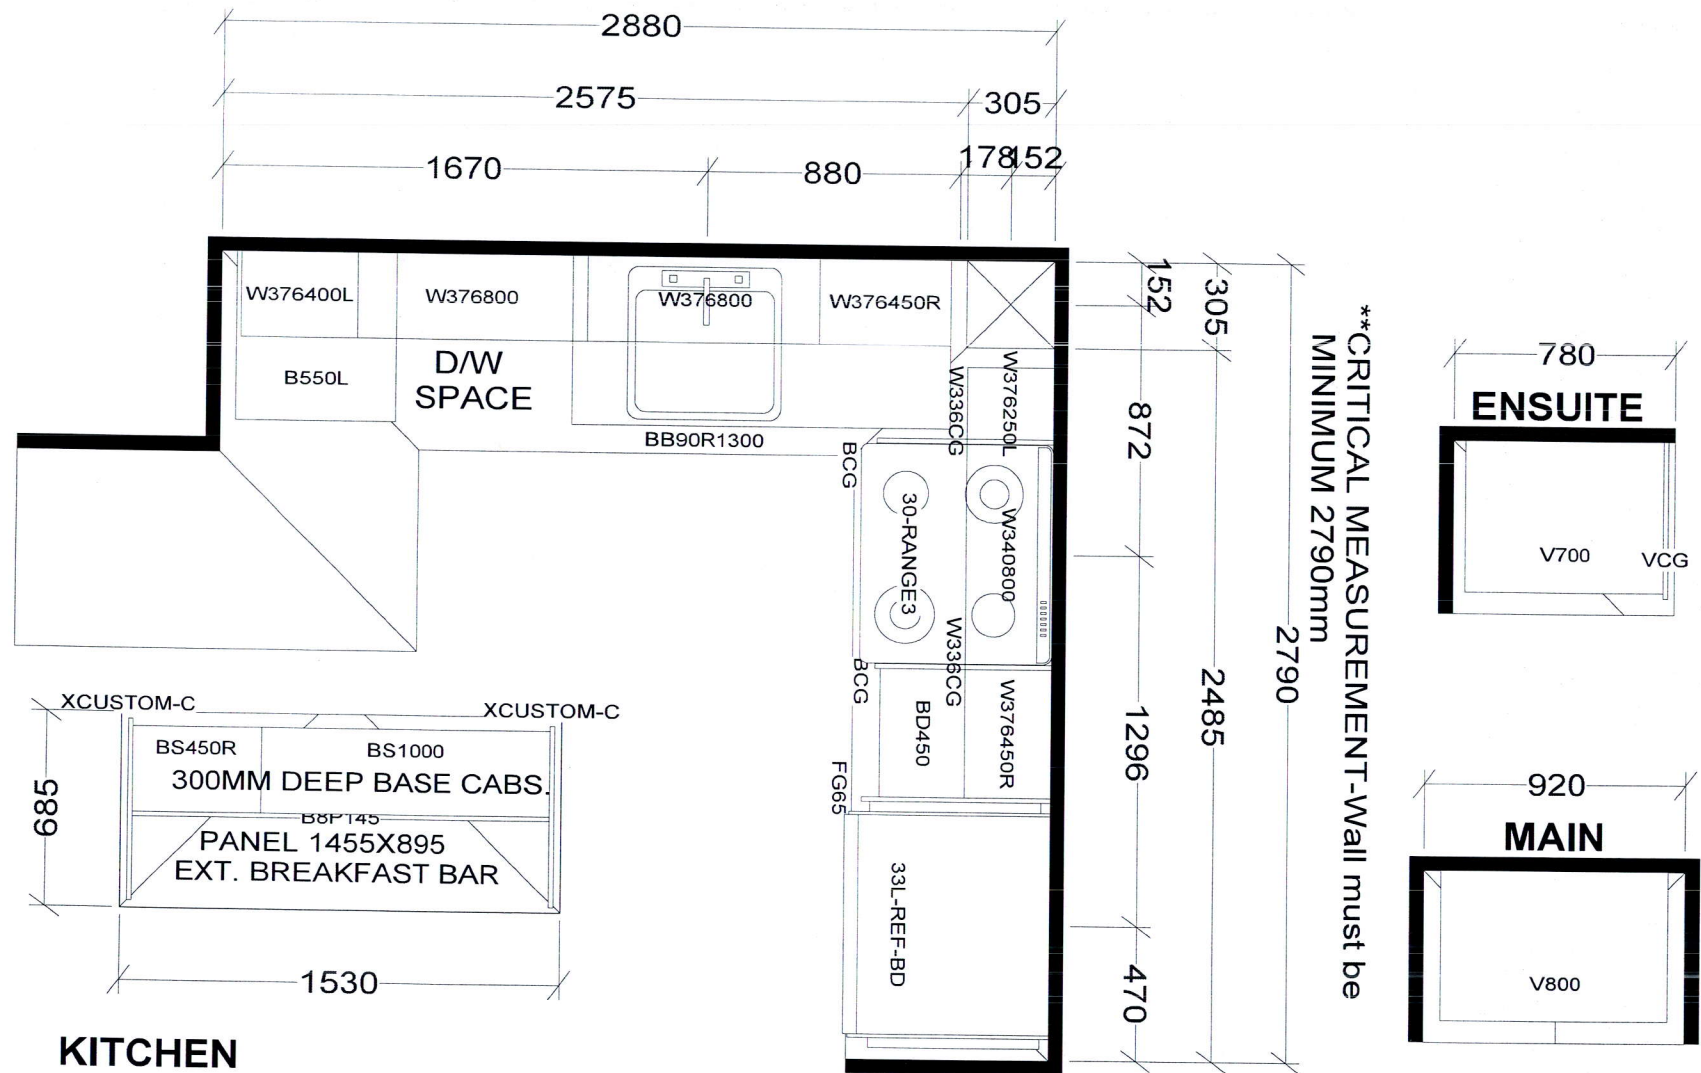 2880
2575
305
1670
880
178
152
W376400L
W376800
W376800
W376450R
B550L
D/W
SPACE
BB90R1300
W376250L
W336CG
BCG
30-RANGE3
W340800
W336CG
BCG
BD450
W376450R
FG65
33L-REF-BD
152
305
872
2790
2485
1296
470
**CRITICAL MEASUREMENT-Wall must be
MINIMUM 2790mm
XCUSTOM-C
XCUSTOM-C
BS450R
BS1000
300MM DEEP BASE CABS.
B8P145
PANEL 1455X895
EXT. BREAKFAST BAR
685
1530
KITCHEN
780
ENSUITE
V700
VCG
920
MAIN
V800